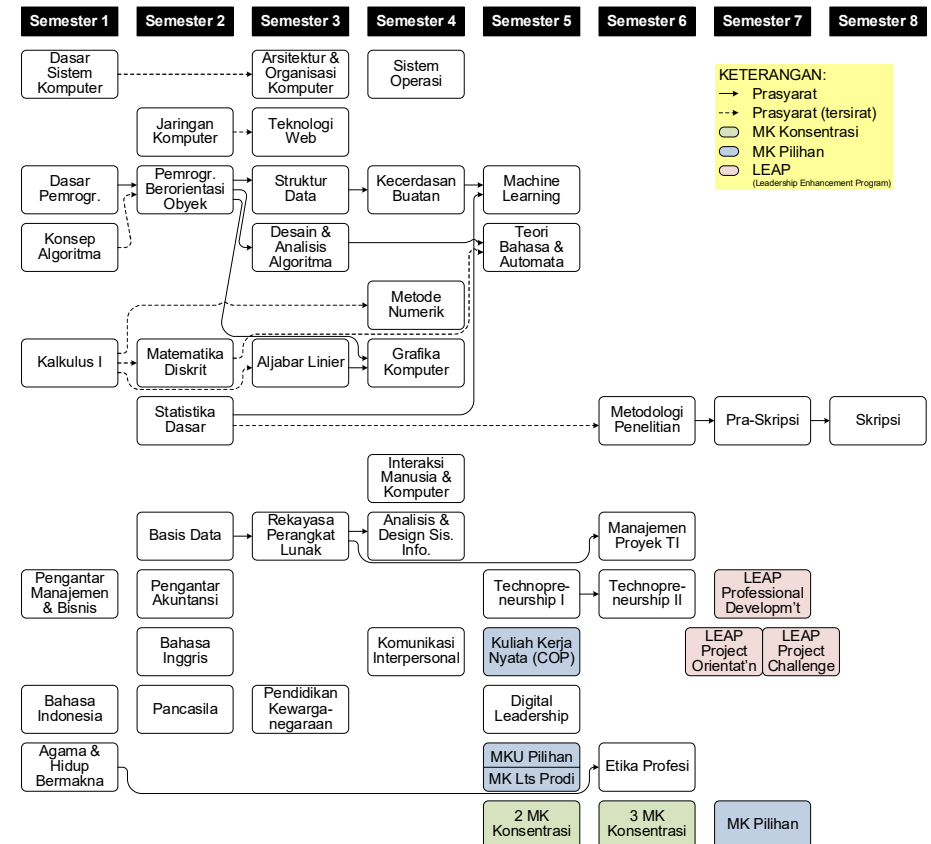 Semester 1
Semester 2
Semester 3
Semester 4
Semester 5
Semester 6
Semester 7
Semester 8
Dasar
Sistem
Komputer
Arsitektur &
Organisasi
Komputer
Sistem
Operasi
KETERANGAN:
Prasyarat
Prasyarat (tersirat)
MK Konsentrasi
MK Pilihan
LEAP
(Leadership Enhancement Program)
Jaringan
Komputer
Teknologi
Web
Dasar
Pemrogr.
Pemrogr.
Berorientasi
Obyek
Struktur
Data
Kecerdasan
Buatan
Machine
Learning
Konsep
Algoritma
Desain &
Analisis
Algoritma
Teori
Bahasa &
Automata
Metode
Numerik
Kalkulus I
Matematika
Diskrit
Aljabar Linier
Grafika
Komputer
Statistika
Dasar
Metodologi
Penelitian
Pra-Skripsi
Skripsi
Interaksi
Manusia &
Komputer
Basis Data
Rekayasa
Perangkat
Lunak
Analisis &
Design Sis.
Info.
Manajemen
Proyek TI
Pengantar
Manajemen
& Bisnis
Pengantar
Akuntansi
Technopre-
neurship I
Technopre-
neurship II
LEAP
Professional
Developm't
Bahasa
Inggris
Komunikasi
Interpersonal
Kuliah Kerja
Nyata (COP)
LEAP
Project
Orientat'n
LEAP
Project
Challenge
Bahasa
Indonesia
Pancasila
Pendidikan
Kewarga-
negaraan
Digital
Leadership
Agama &
Hidup
Bermakna
MKU Pilihan
MK Lts Prodi
Etika Profesi
2 MK
Konsentrasi
3 MK
Konsentrasi
MK Pilihan